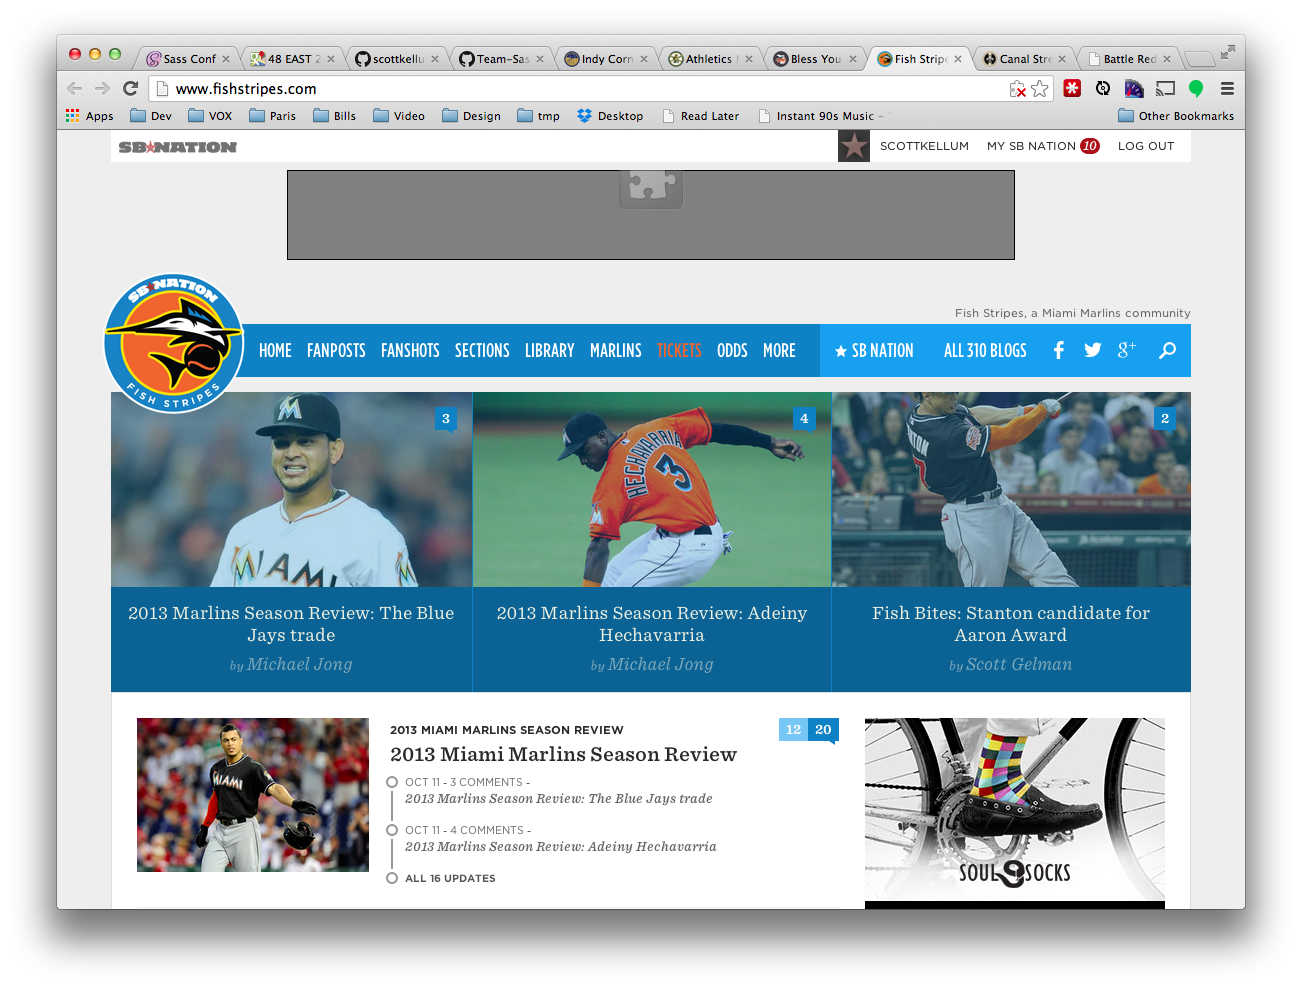 Sass Conf
48 EAST 2
scottkellu
Team-Sas
Indy Corn
Athletics
Bless You
Fish Stripe
Canal Stre
Battle Red
www.fishstripes.com
Apps Dev VOX Paris Bills Video Design tmp Desktop Read Later Instant 90s Music – Other Bookmarks
SB NATION
SCOTTKELLUM MY SB NATION 10 LOG OUT
SB NATION
FISH STRIPES
Fish Stripes, a Miami Marlins community
HOME FANPOSTS FANSHOTS SECTIONS LIBRARY MARLINS TICKETS ODDS MORE
SB NATION ALL 310 BLOGS g+
3
MIAMI
2013 Marlins Season Review: The Blue
Jays trade
by Michael Jong
4
HECHAVARRIA
3
2013 Marlins Season Review: Adeiny
Hechavarria
by Michael Jong
2
Fish Bites: Stanton candidate for
Aaron Award
by Scott Gelman
MIAMI
2013 MIAMI MARLINS SEASON REVIEW
12 20
2013 Miami Marlins Season Review
OCT 11 - 3 COMMENTS -
2013 Marlins Season Review: The Blue Jays trade
OCT 11 - 4 COMMENTS -
2013 Marlins Season Review: Adeiny Hechavarria
ALL 16 UPDATES
SOUL SOCKS